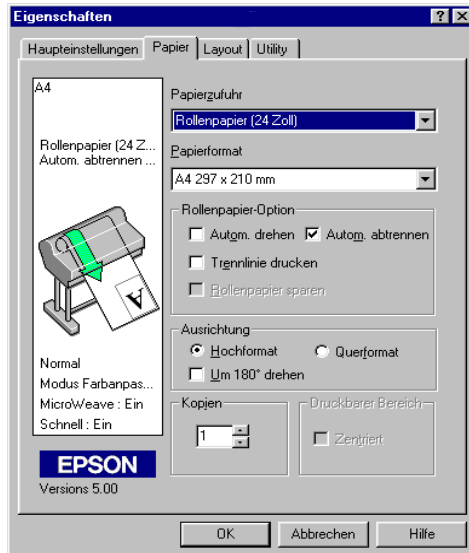 Eigenschaften
Haupteinstellungen Papier Layout Utility
A4
Rollenpapier (24 Z...
Autom. abtrennen ...
A
Normal
Modus Farbanpas...
MicroWeave : Ein
Schnell : Ein
EPSON
Versions 5.00
Papierzufuhr
Rollenpapier (24 Zoll)
Papierformat
A4 297 x 210 mm
Rollenpapier-Option
Autom. drehen Autom. abtrennen
Trennlinie drucken
Rollenpapier sparen
Ausrichtung
Hochformat Querformat
Um 180° drehen
Kopien
1
Druckbarer Bereich
Zentriert
OK Abbrechen Hilfe